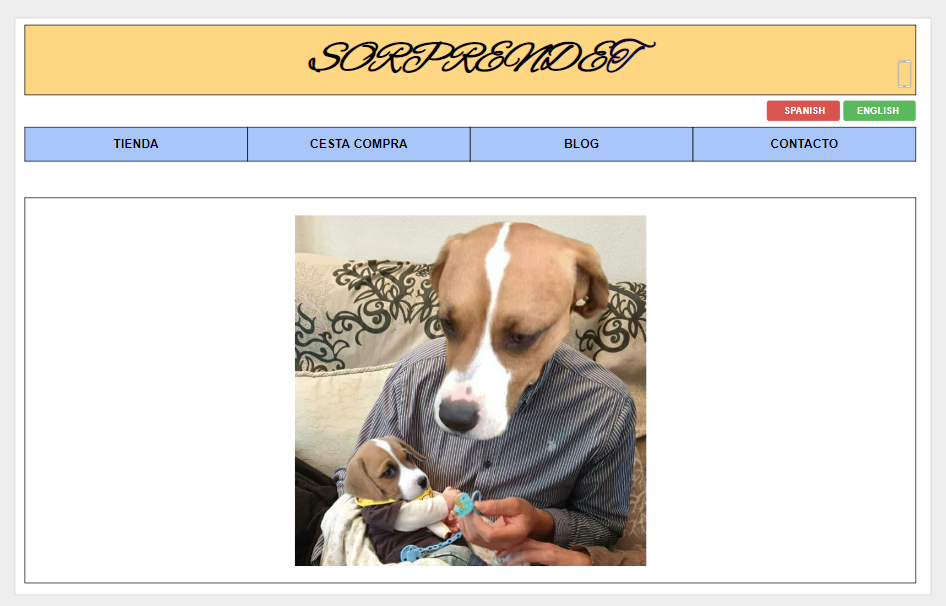 SORPRENDET
SPANISH ENGLISH
TIENDA CESTA COMPRA BLOG CONTACTO